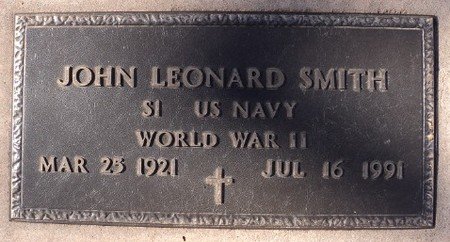 JOHN LEONARD SMITH
S1 US NAVY
WORLD WAR II
MAR 25 1921 JUL 16 1991